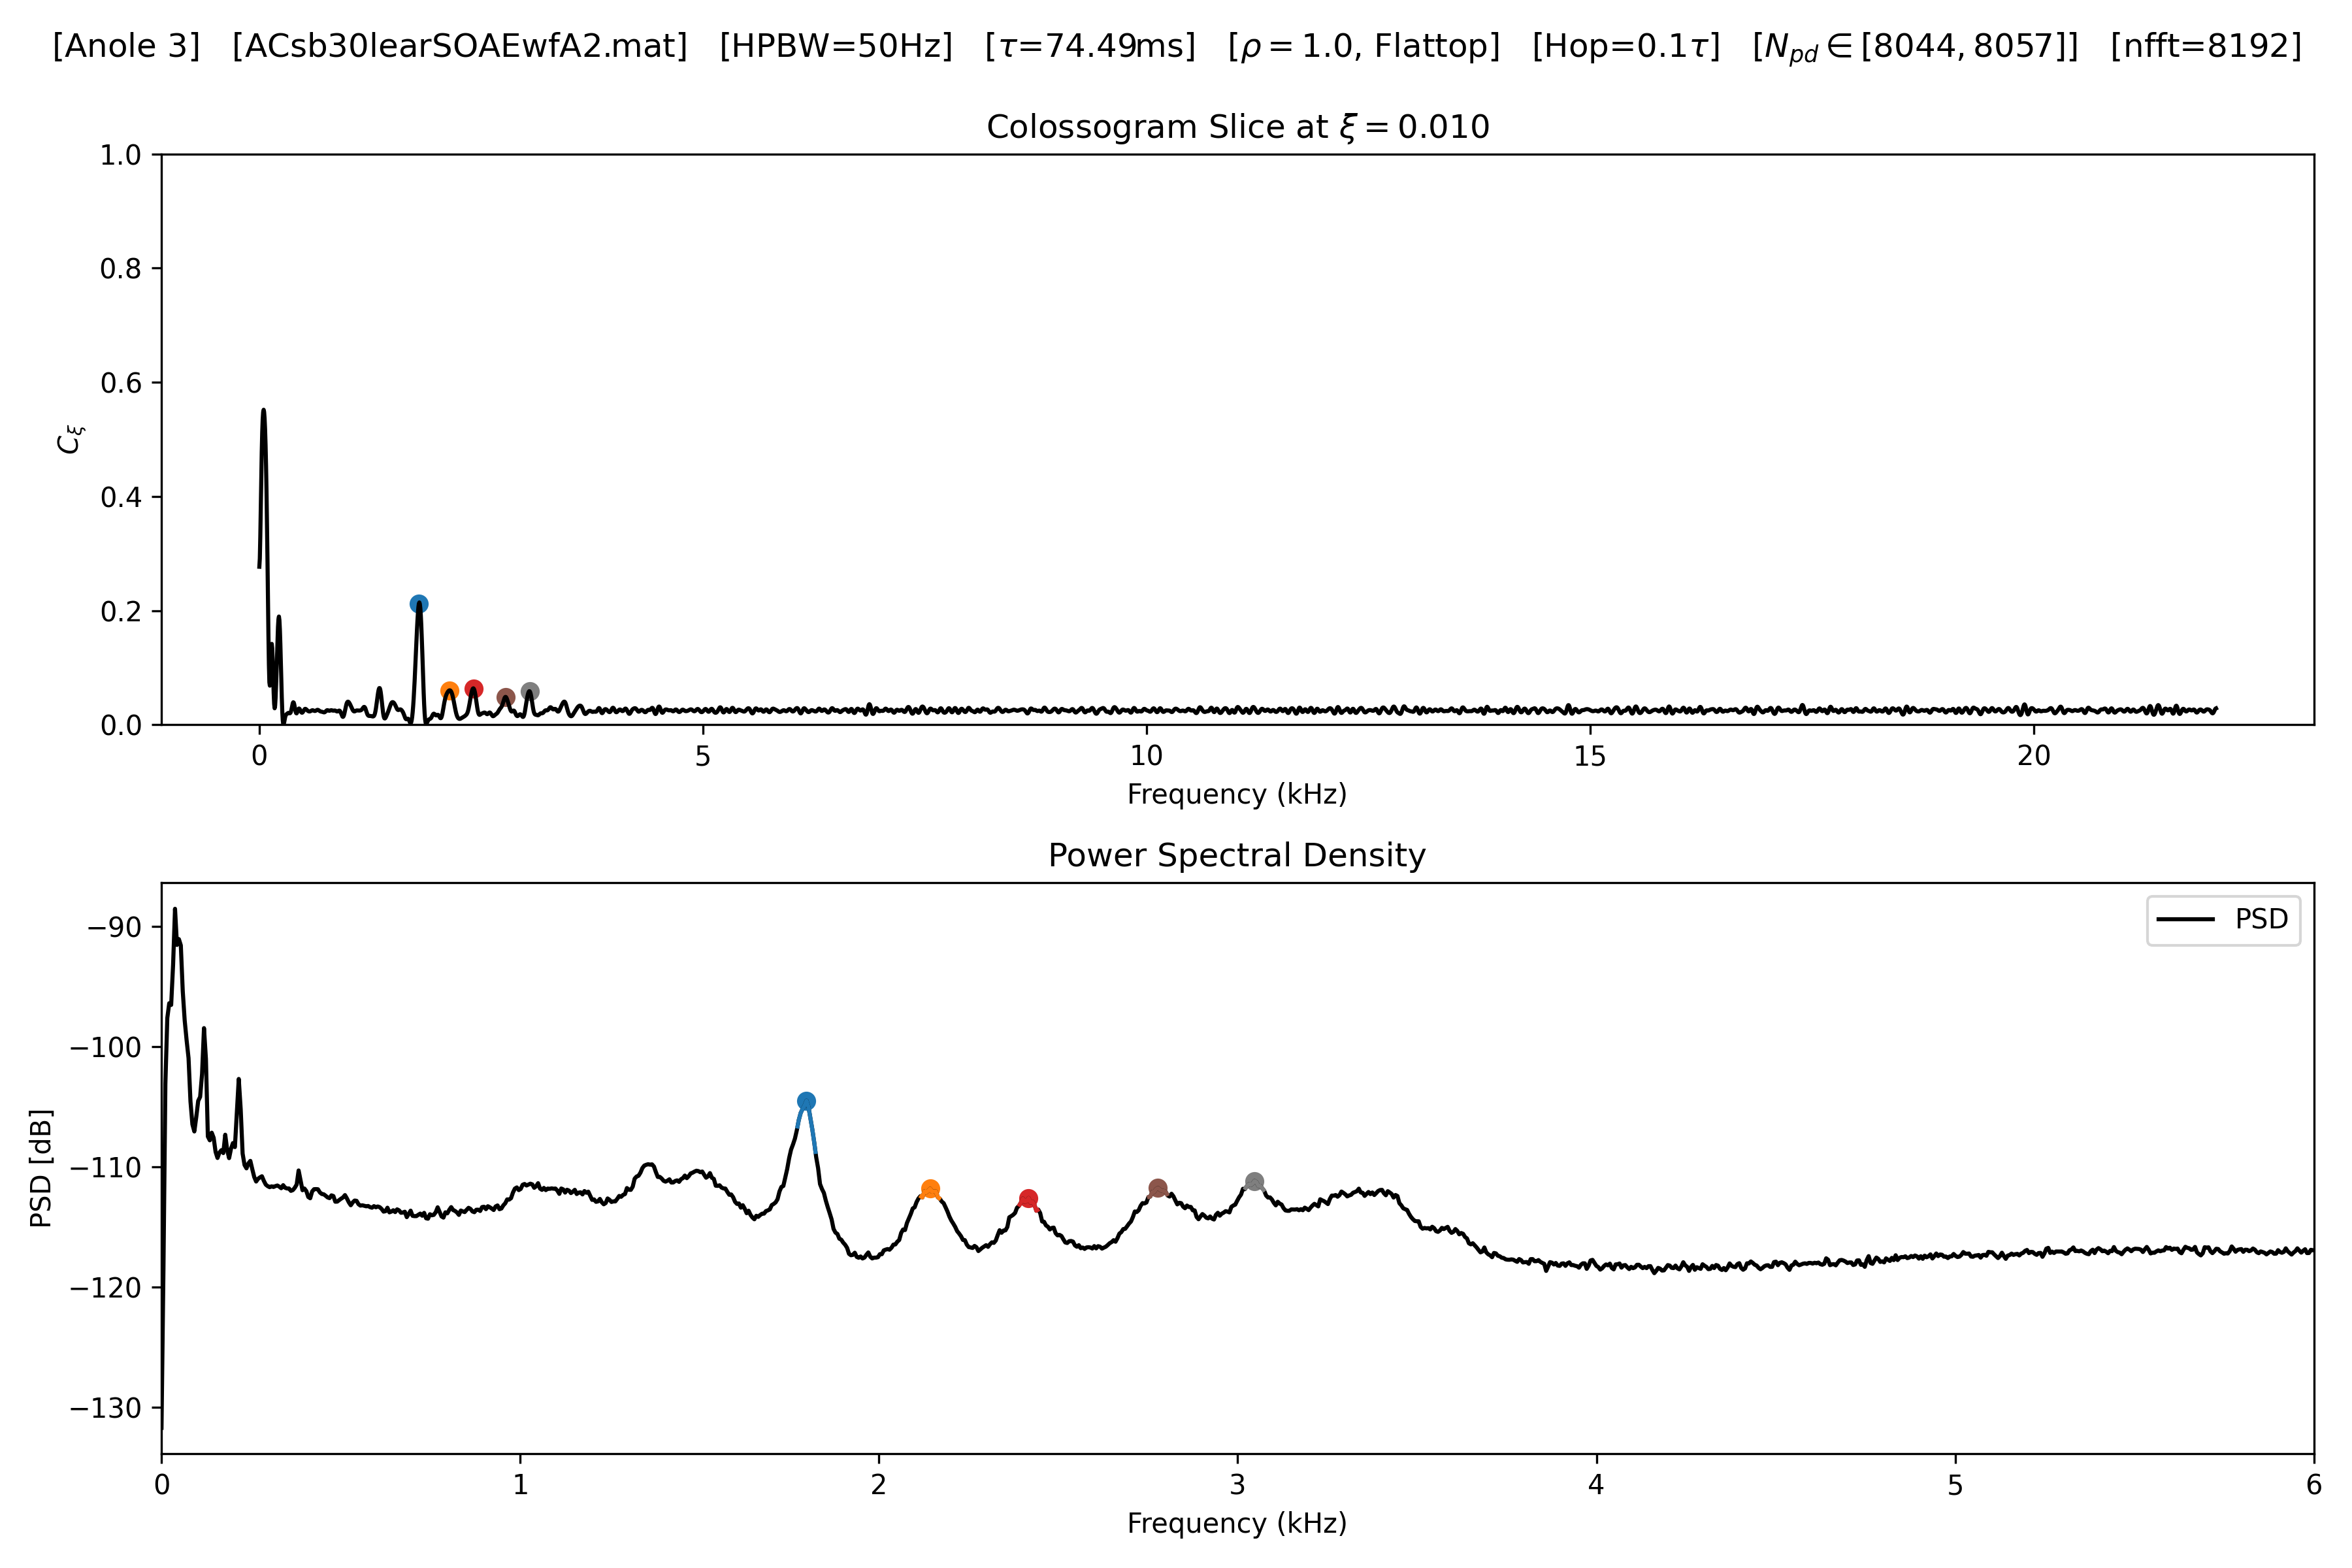 [Anole 3] [ACsb30learSOAEwfA2.mat] [HPBW=50Hz] [τ=74.49ms] [ρ = 1.0, Flattop] [Hop=0.1τ] [N_pd ∈ [8044, 8057]] [nfft=8192]
Colossogram Slice at ξ = 0.010
1.0
0.8
0.6
0.4
0.2
0.0
C_ξ
0 5 10 15 20
Frequency (kHz)
Power Spectral Density
PSD
−90
−100
−110
−120
−130
PSD [dB]
0 1 2 3 4 5 6
Frequency (kHz)